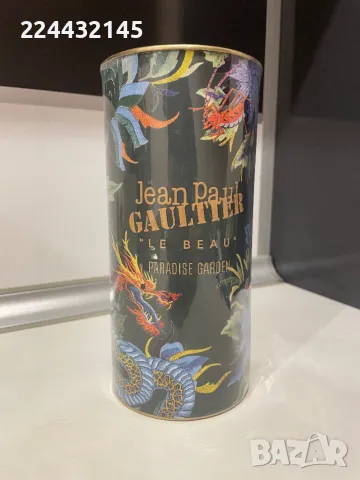 224432145
Jean Paul
GAULTIER
"LE BEAU"
PARADISE GARDEN
BAZAR